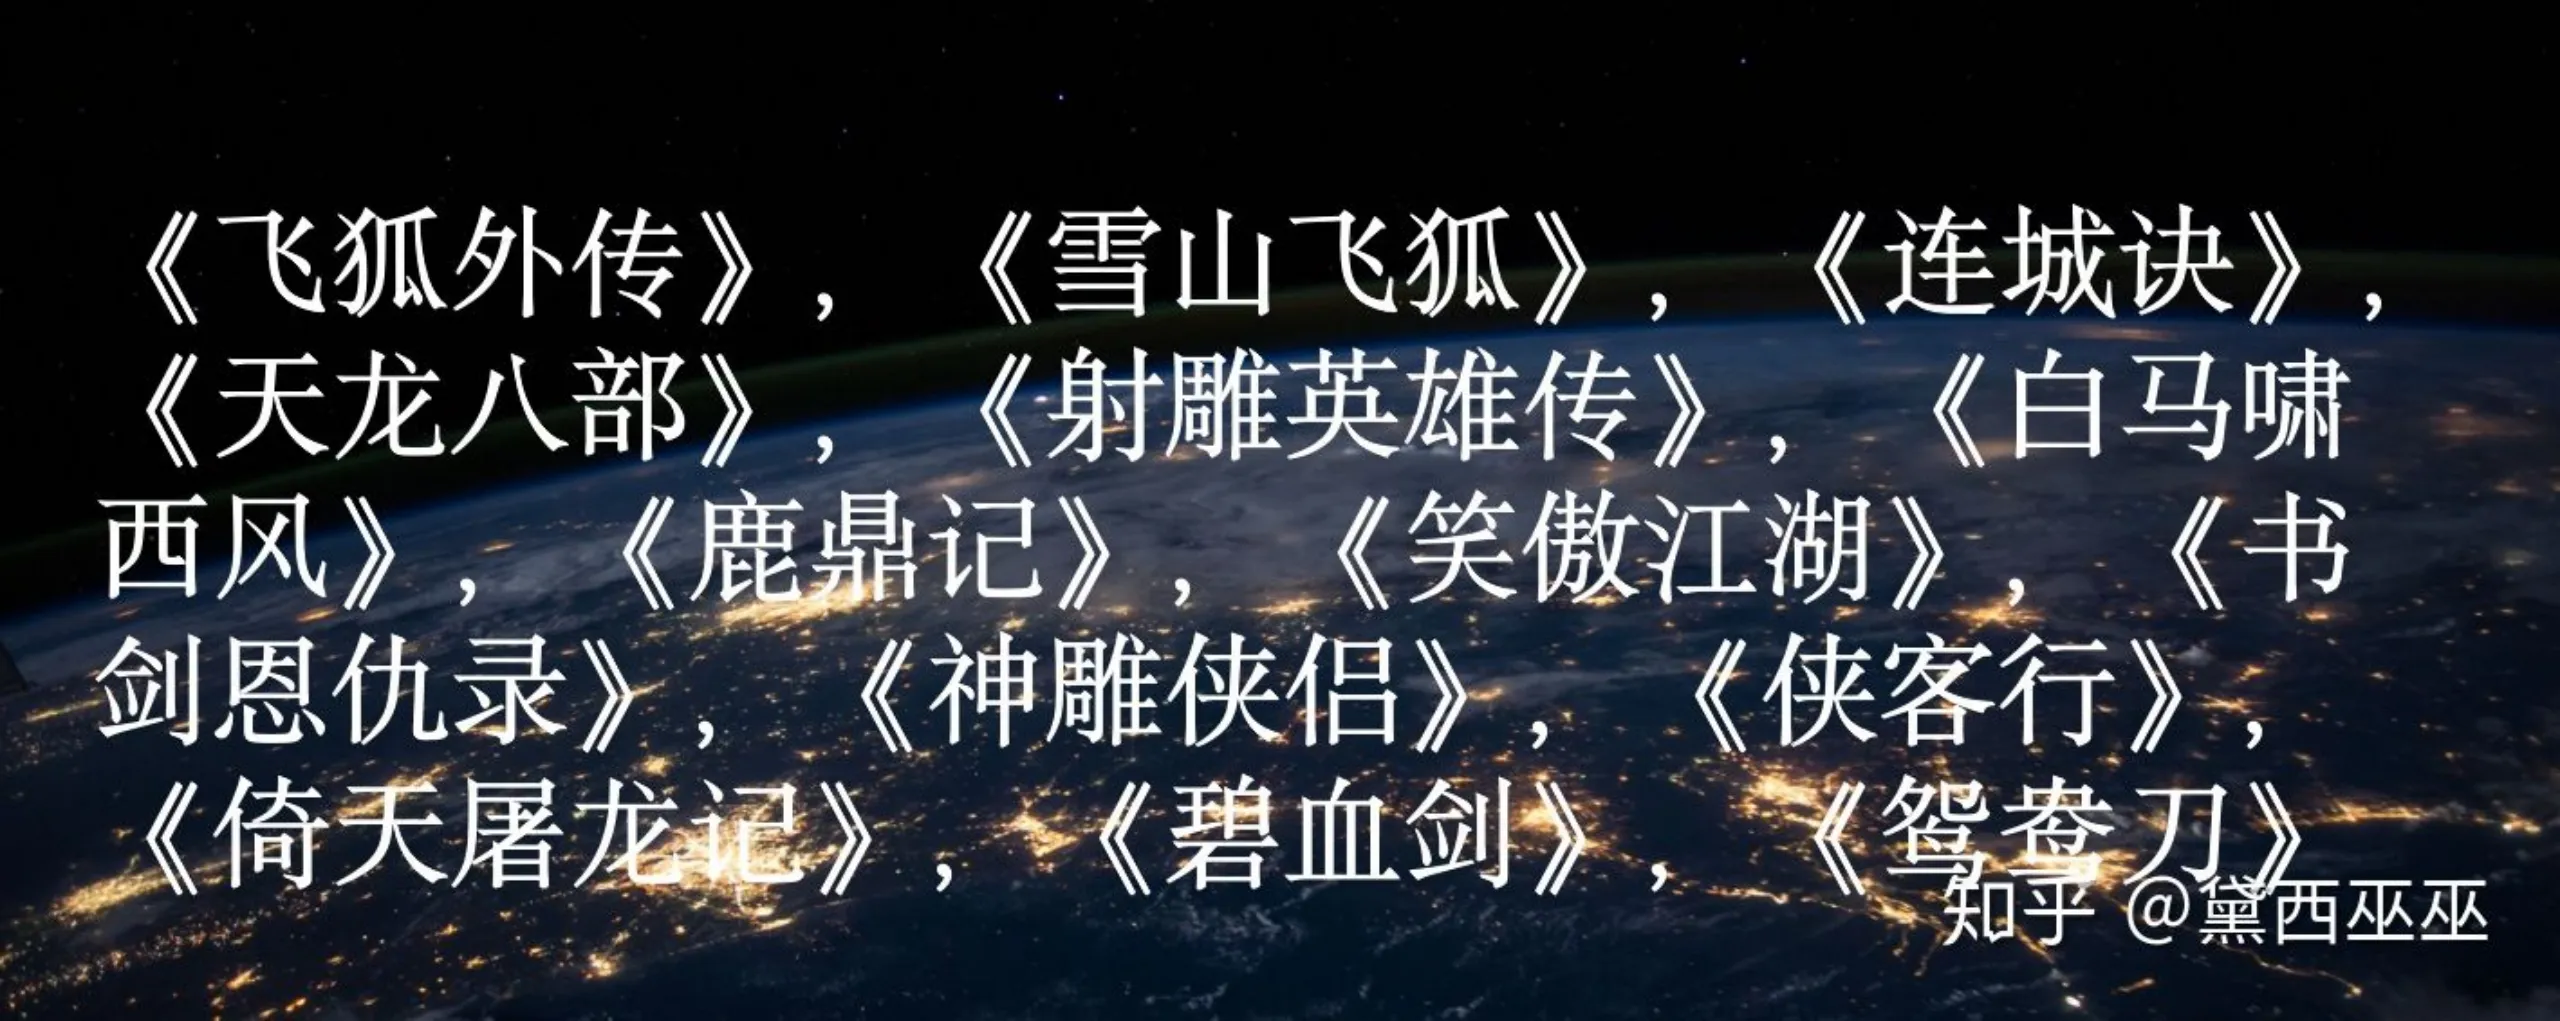 《飞狐外传》，《雪山飞狐》，《连城诀》，
《天龙八部》，《射雕英雄传》，《白马啸
西风》，《鹿鼎记》，《笑傲江湖》，《书
剑恩仇录》，《神雕侠侣》，《侠客行》，
《倚天屠龙记》，《碧血剑》，《鸳鸯刀》
知乎 @黛西巫巫